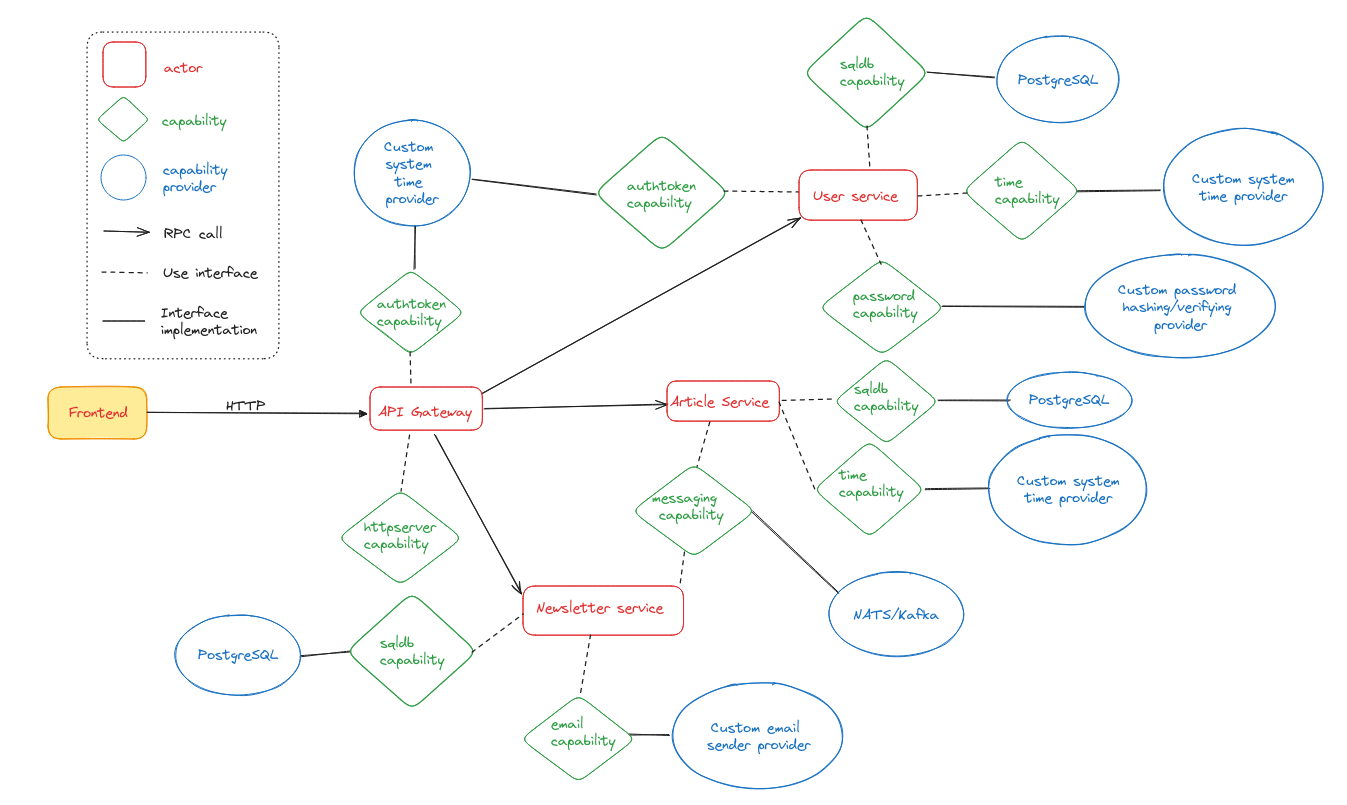 actor
capability
capability
provider
RPC call
Use interface
Interface
implementation
sqldb
capability
PostgreSQL
Custom
system
time
provider
authtoken
capability
User service
time
capability
Custom system
time provider
authtoken
capability
password
capability
Custom password
hashing/verifying
provider
Frontend
HTTP
API Gateway
Article Service
sqldb
capability
PostgreSQL
time
capability
Custom system
time provider
messaging
capability
httpserver
capability
NATS/Kafka
Newsletter service
PostgreSQL
sqldb
capability
email
capability
Custom email
sender provider